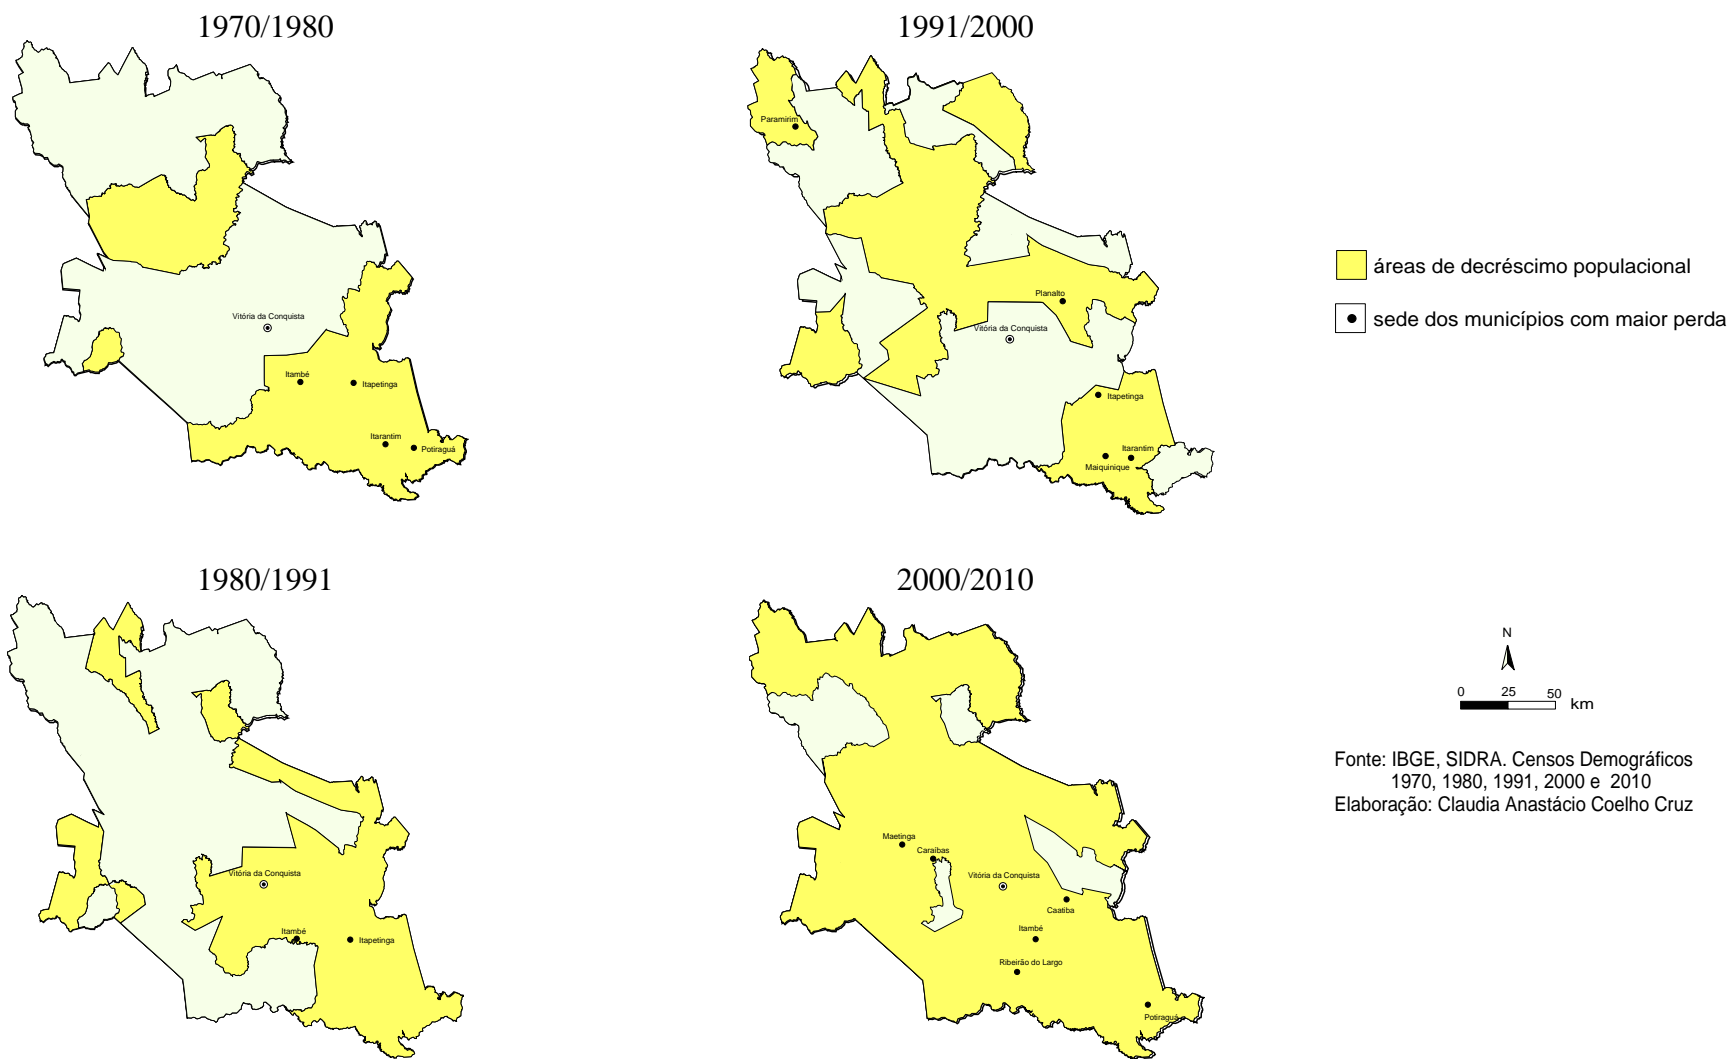 1970/1980
Vitória da Conquista
Itambé
Itapetinga
Itarantim
Potiraguá
1991/2000
Paramirim
Planalto
Vitória da Conquista
Itapetinga
Itarantim
Maiquinique
áreas de decréscimo populacional
sede dos municípios com maior perda
1980/1991
Vitória da Conquista
Itambé
Itapetinga
2000/2010
Maetinga
Caraíbas
Vitória da Conquista
Caatiba
Itambé
Ribeirão do Largo
Potiraguá
N
0 25 50 km
Fonte: IBGE, SIDRA. Censos Demográficos
1970, 1980, 1991, 2000 e 2010
Elaboração: Claudia Anastácio Coelho Cruz